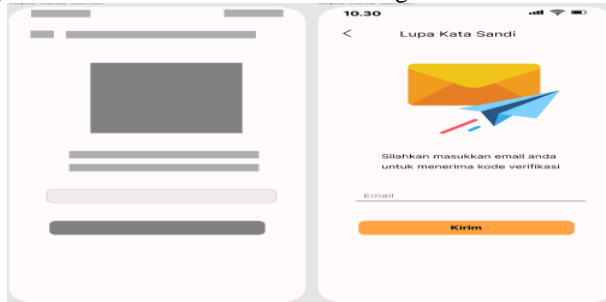 10.30
< Lupa Kata Sandi
Silahkan masukkan email anda
untuk menerima kode verifikasi
Email
Kirim